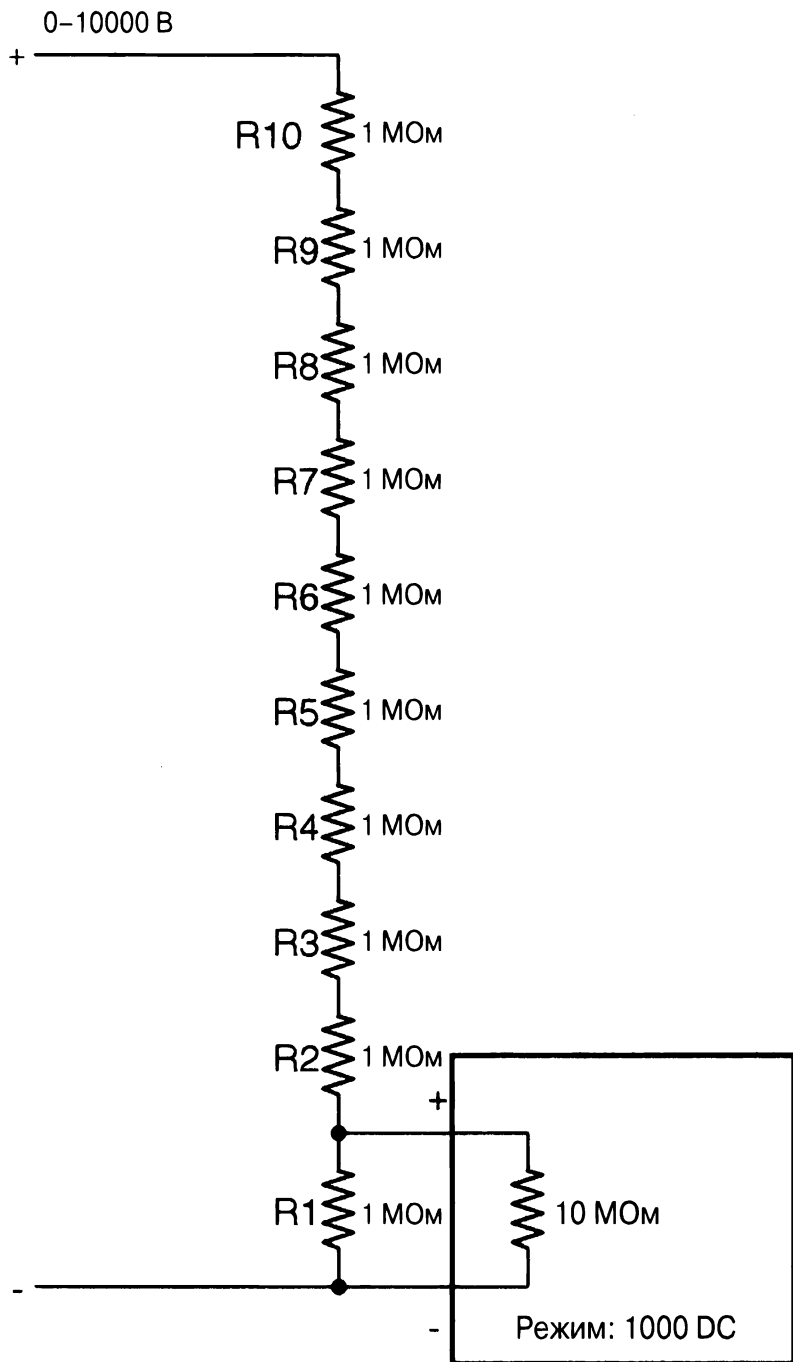 0–10000 В
+
R10 1 МОм
R9 1 МОм
R8 1 МОм
R7 1 МОм
R6 1 МОм
R5 1 МОм
R4 1 МОм
R3 1 МОм
R2 1 МОм
+
R1 1 МОм 10 МОм
-
- Режим: 1000 DC